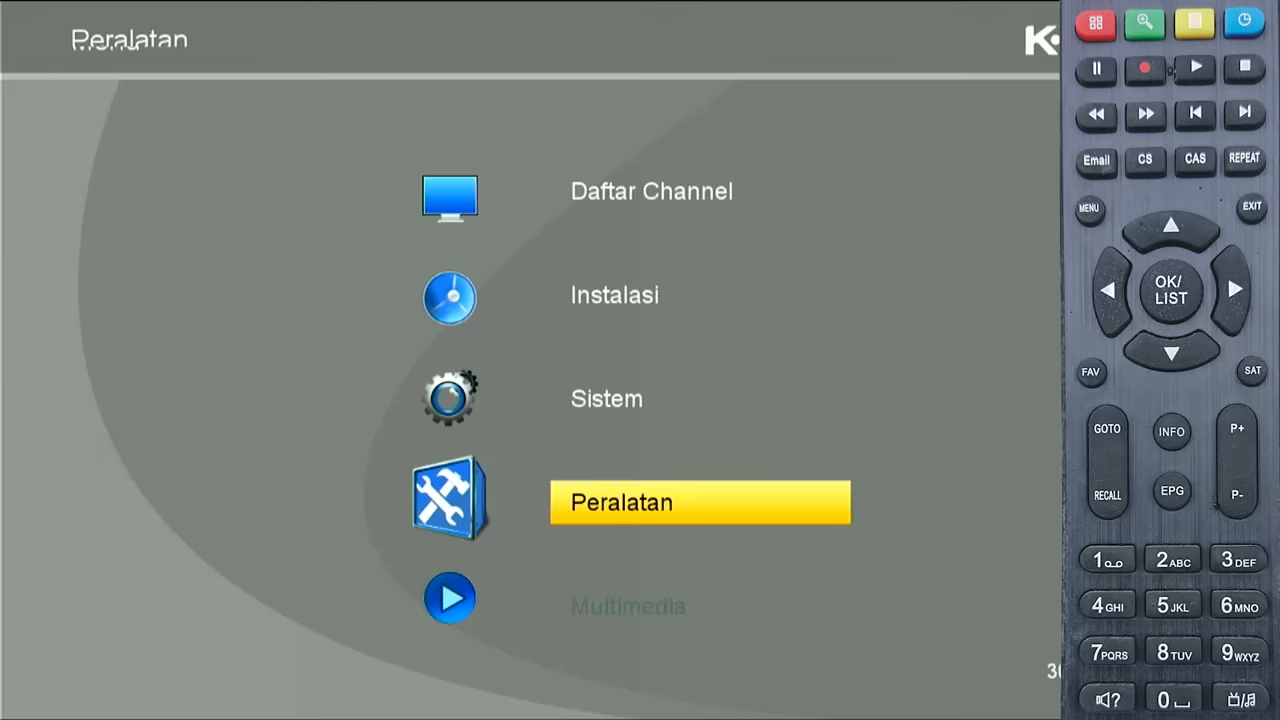 Peralatan
K
Daftar Channel
Instalasi
Sistem
Peralatan
Multimedia
30
Email CS CAS REPEAT
MENU EXIT
OK/
LIST
FAV SAT
GOTO INFO P+
RECALL EPG P-
1 2ABC 3DEF
4GHI 5JKL 6MNO
7PQRS 8TUV 9WXYZ
? 0